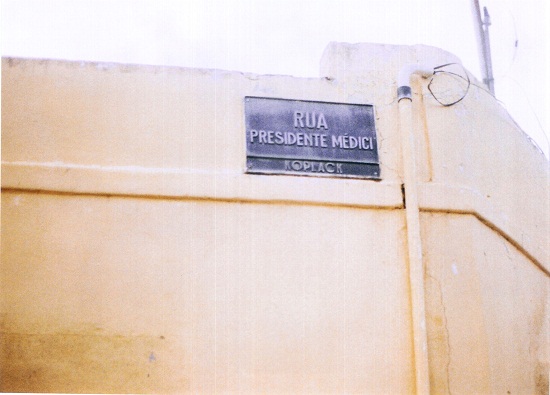 RUA
PRESIDENTE MÉDICI
KOPLACK